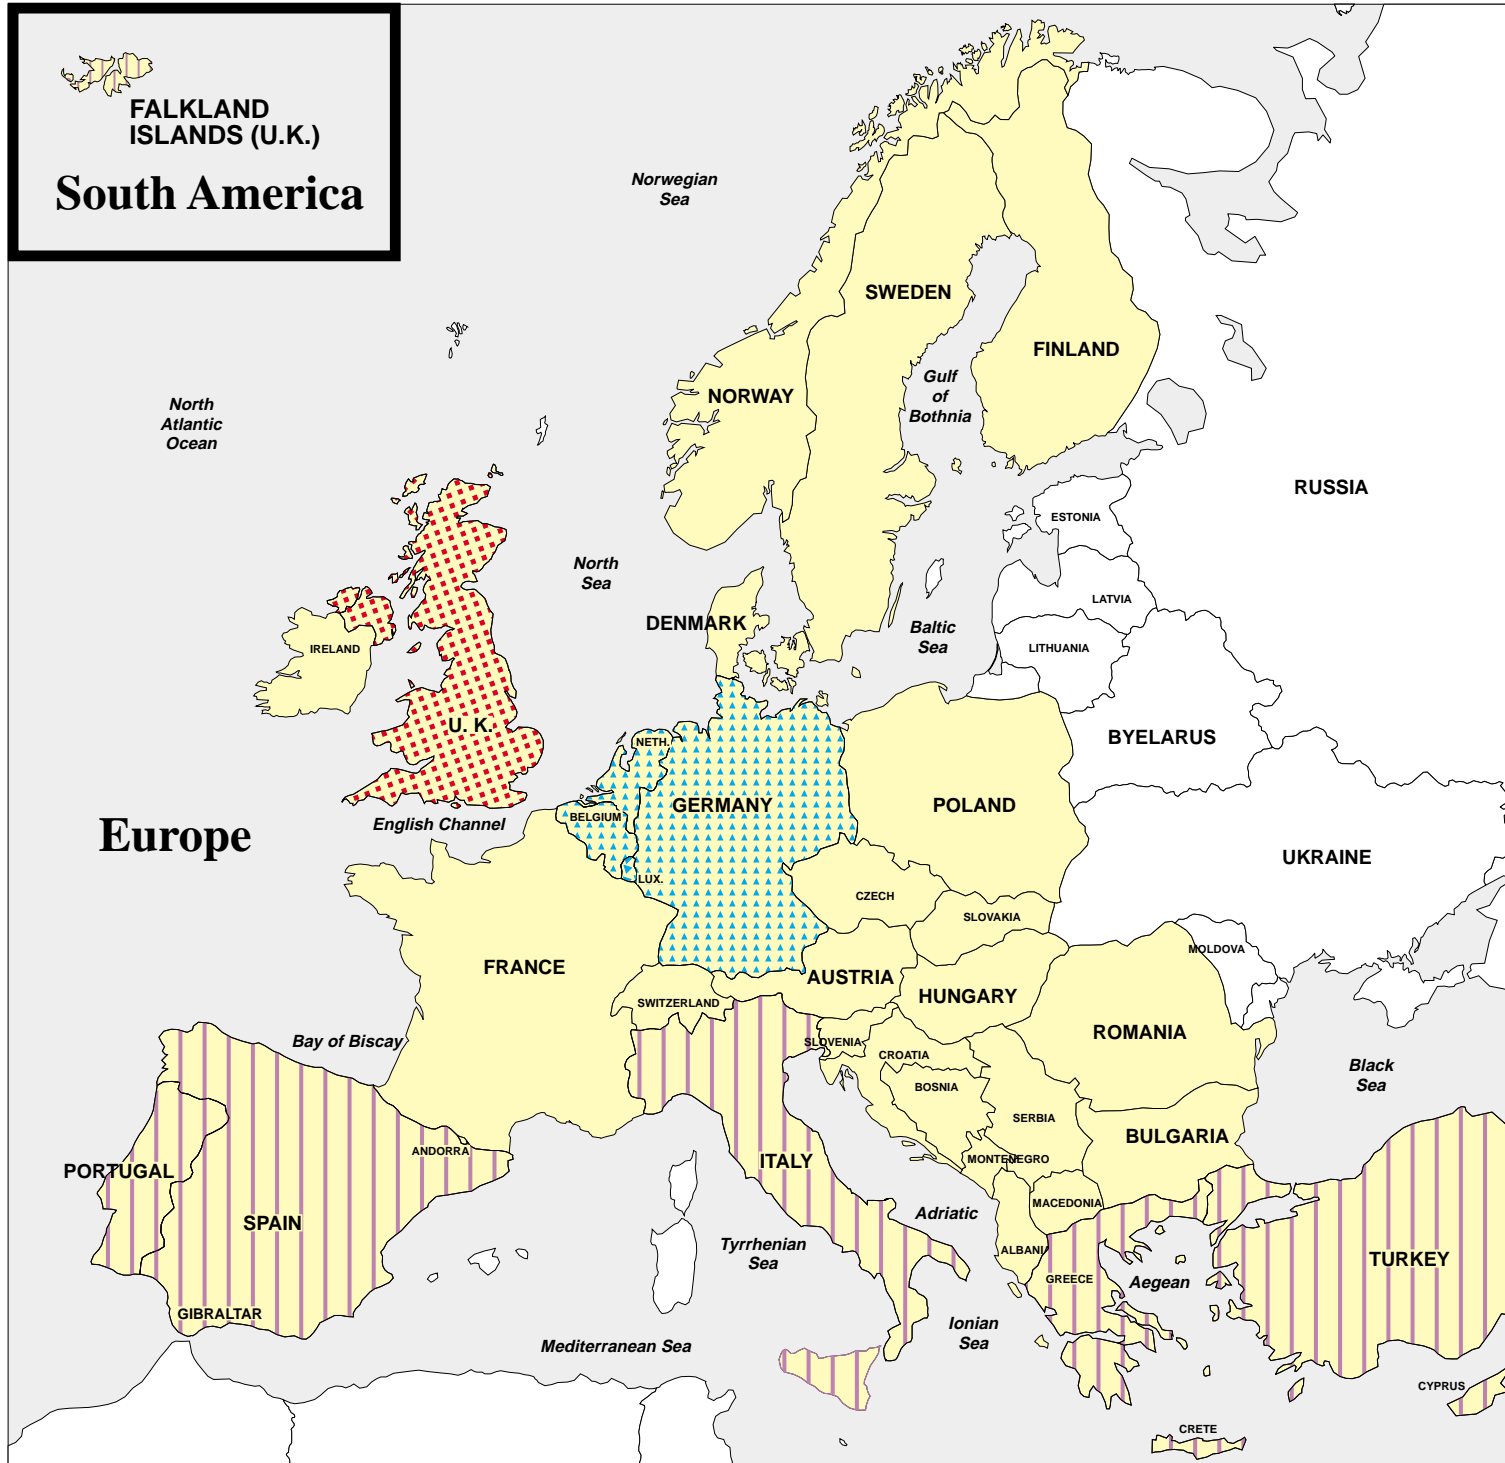 FALKLAND
ISLANDS (U.K.)
South America
Norwegian
Sea
SWEDEN
FINLAND
NORWAY
Gulf
of
Bothnia
North
Atlantic
Ocean
RUSSIA
ESTONIA
North
Sea
LATVIA
DENMARK
Baltic
Sea
IRELAND
LITHUANIA
U. K.
NETH.
BYELARUS
GERMANY
POLAND
BELGIUM
English Channel
Europe
UKRAINE
LUX.
CZECH
SLOVAKIA
MOLDOVA
FRANCE
AUSTRIA
HUNGARY
SWITZERLAND
ROMANIA
Bay of Biscay
SLOVENIA
CROATIA
Black
Sea
BOSNIA
SERBIA
BULGARIA
ANDORRA
ITALY
MONTENEGRO
PORTUGAL
MACEDONIA
SPAIN
Adriatic
Tyrrhenian
Sea
ALBANIA
TURKEY
GREECE
Aegean
GIBRALTAR
Ionian
Sea
Mediterranean Sea
CYPRUS
CRETE